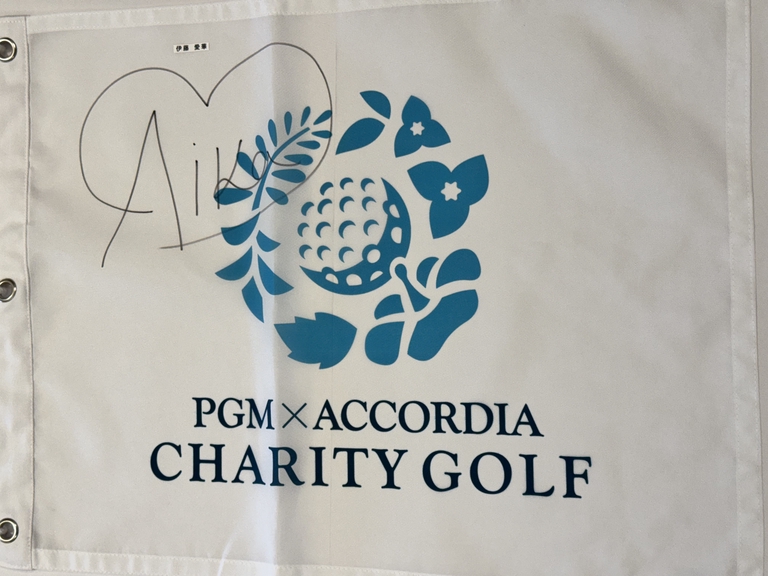 伊藤 愛華
Aika
PGM×ACCORDIA
CHARITY GOLF